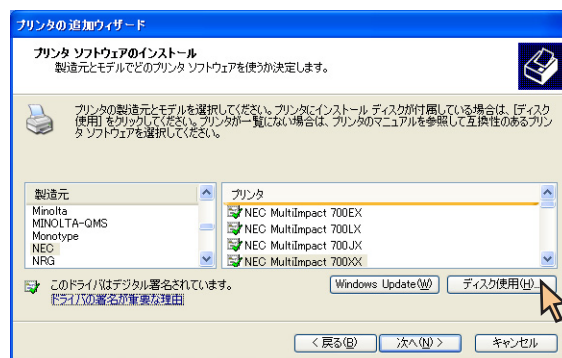 プリンタの追加ウィザード
プリンタ ソフトウェアのインストール
製造元とモデルでどのプリンタ ソフトウェアを使うか決定します。
プリンタの製造元とモデルを選択してください。プリンタにインストール ディスクが付属している場合は、[ディスク
使用] をクリックしてください。プリンタが一覧にない場合は、プリンタのマニュアルを参照して互換性のあるプリン
タ ソフトウェアを選択してください。
製造元
Minolta
MINOLTA-QMS
Monotype
NEC
NRG
プリンタ
NEC MultiImpact 700EX
NEC MultiImpact 700LX
NEC MultiImpact 700JX
NEC MultiImpact 700XX
このドライバはデジタル署名されています。
ドライバの署名が重要な理由
Windows Update(W)
ディスク使用(H)...
< 戻る(B)
次へ(N) >
キャンセル